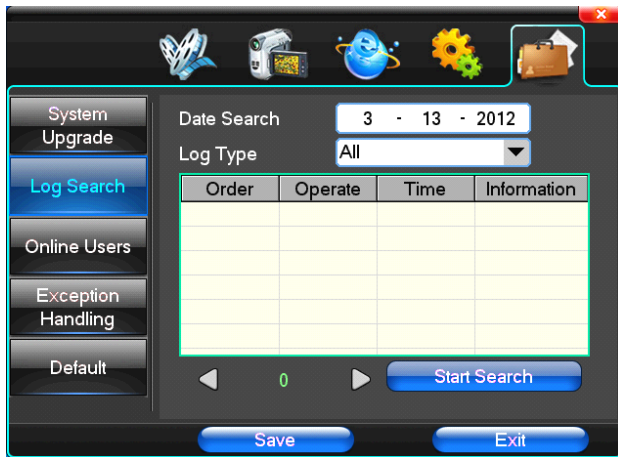 System
Upgrade
Log Search
Online Users
Exception
Handling
Default
Date Search 3 - 13 - 2012
Log Type All
Order Operate Time Information
0 Start Search
Save Exit